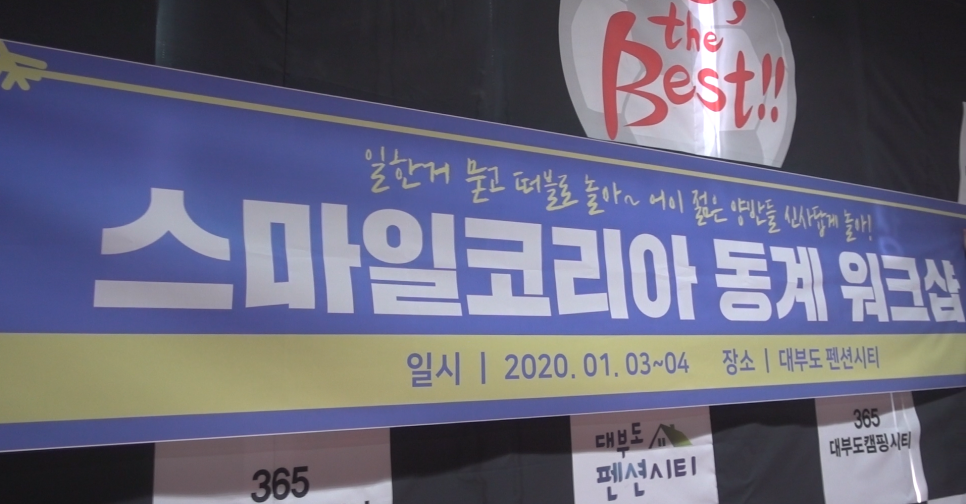 the
Best!!
일한거 묻고 떠블로 놀아~ 어이 젊은 양반들 신사답게 놀아!
스마일코리아 동계 워크샵
일시 | 2020. 01. 03~04 장소 | 대부도 펜션시티
365
대부도
펜션시티
365
대부도캠핑시티